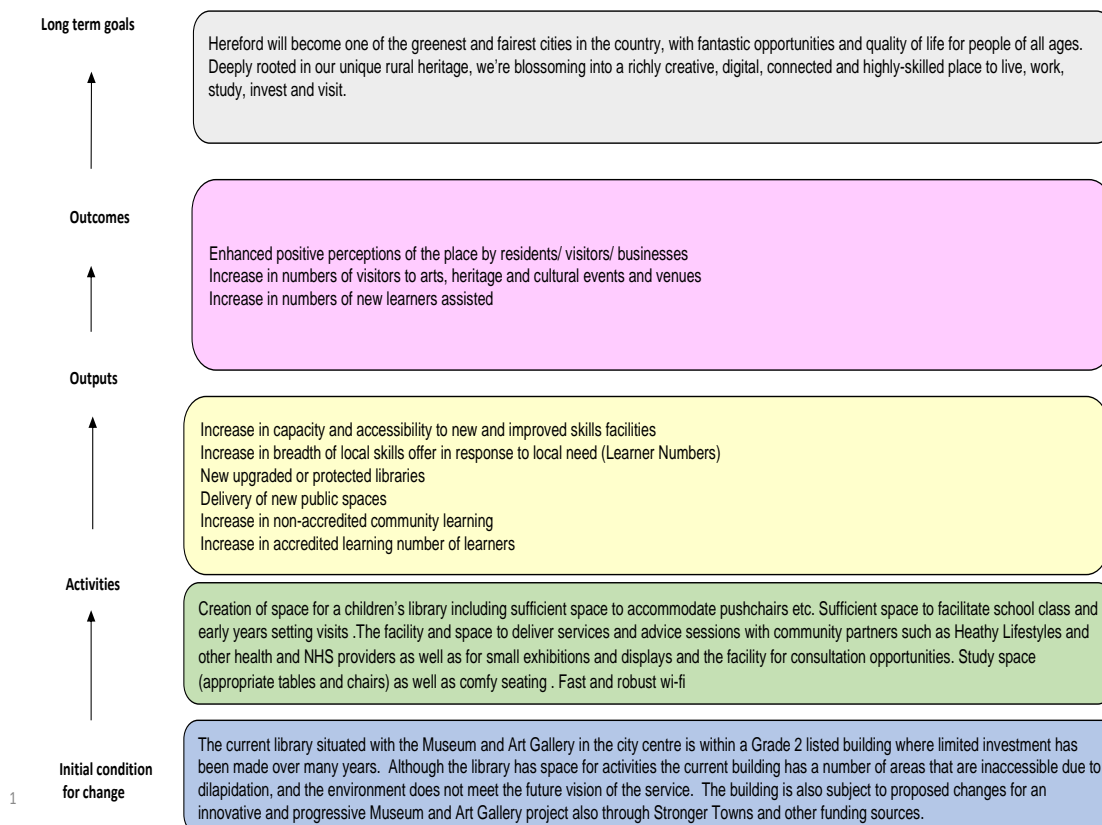 Long term goals
Hereford will become one of the greenest and fairest cities in the country, with fantastic opportunities and quality of life for people of all ages.
Deeply rooted in our unique rural heritage, we’re blossoming into a richly creative, digital, connected and highly-skilled place to live, work,
study, invest and visit.
Outcomes
Enhanced positive perceptions of the place by residents/ visitors/ businesses
Increase in numbers of visitors to arts, heritage and cultural events and venues
Increase in numbers of new learners assisted
Outputs
Increase in capacity and accessibility to new and improved skills facilities
Increase in breadth of local skills offer in response to local need (Learner Numbers)
New upgraded or protected libraries
Delivery of new public spaces
Increase in non-accredited community learning
Increase in accredited learning number of learners
Activities
Creation of space for a children’s library including sufficient space to accommodate pushchairs etc. Sufficient space to facilitate school class and
early years setting visits .The facility and space to deliver services and advice sessions with community partners such as Heathy Lifestyles and
other health and NHS providers as well as for small exhibitions and displays and the facility for consultation opportunities. Study space
(appropriate tables and chairs) as well as comfy seating . Fast and robust wi-fi
Initial condition
for change
The current library situated with the Museum and Art Gallery in the city centre is within a Grade 2 listed building where limited investment has
been made over many years. Although the library has space for activities the current building has a number of areas that are inaccessible due to
dilapidation, and the environment does not meet the future vision of the service. The building is also subject to proposed changes for an
innovative and progressive Museum and Art Gallery project also through Stronger Towns and other funding sources.
1